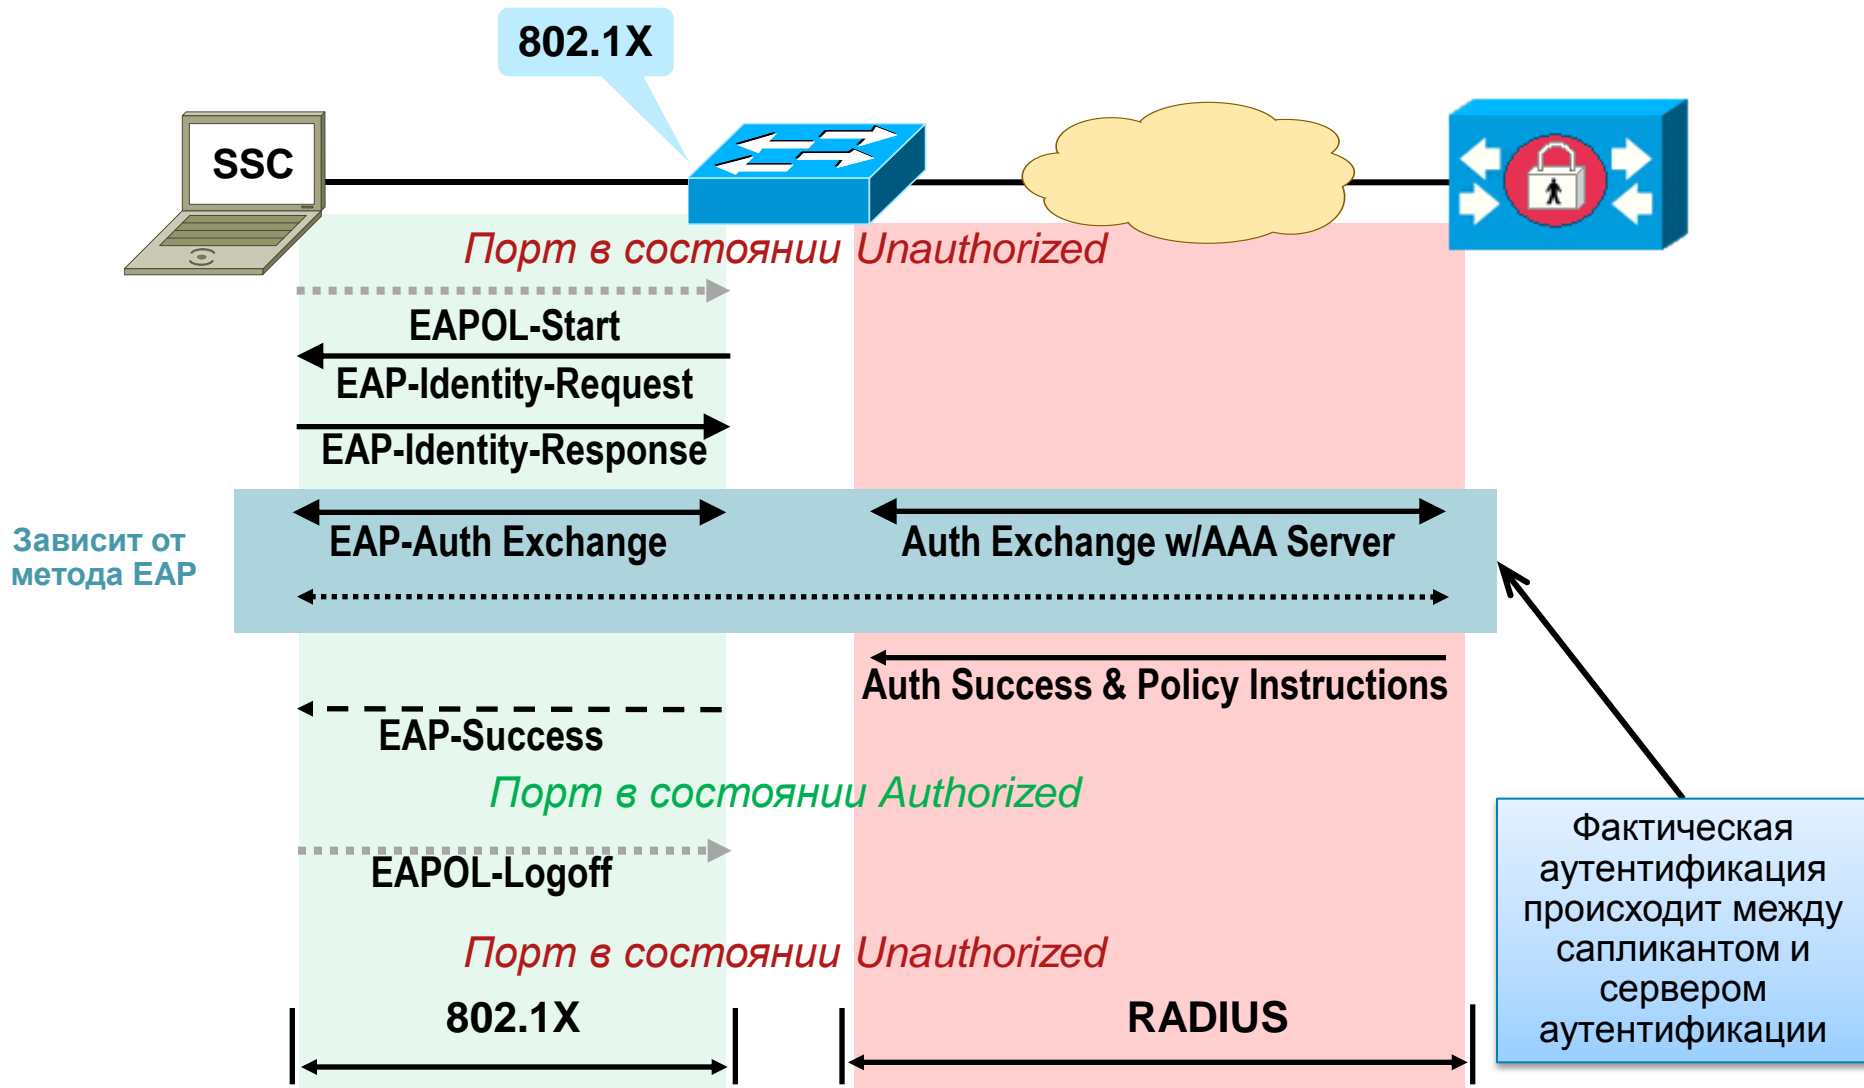 802.1X
SSC
Порт в состоянии Unauthorized
EAPOL-Start
EAP-Identity-Request
EAP-Identity-Response
Зависит от
метода EAP
EAP-Auth Exchange
Auth Exchange w/AAA Server
Auth Success & Policy Instructions
EAP-Success
Порт в состоянии Authorized
EAPOL-Logoff
Порт в состоянии Unauthorized
802.1X
RADIUS
Фактическая
аутентификация
происходит между
сапликантом и
сервером
аутентификации